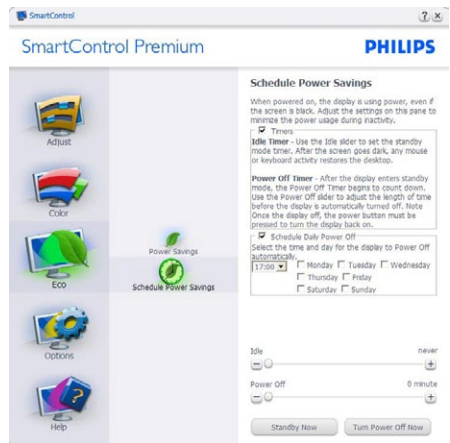 SmartControl
SmartControl Premium
PHILIPS
Adjust
Color
Eco
Options
Help
Power Savings
Schedule Power Savings
Schedule Power Savings
When powered on, the deplay is using power, even if
the screen is black. Adjust the settings on this pane to
minimize the power usage during inactivity.
Timers
Idle Timer - Use the Idle slider to set the standby
mode timer. After the screen goes dark, any mouse
or keyboard activity restores the desktop.
Power Off Timer - After the display enters standby
mode, the Power Off Timer begins to count down.
Use the Power Off slider to adjust the length of time
before the display is automatically turned off. Note
Once the display off, the power button must be
pressed to turn the display back on.
Schedule Daily Power Off
Select the time and day for the display to Power Off
automatically.
17:00 Monday Tuesday Wednesday
Thursday Friday
Saturday Sunday
Idle never
Power Off 0 minute
Standby Now Turn Power Off Now